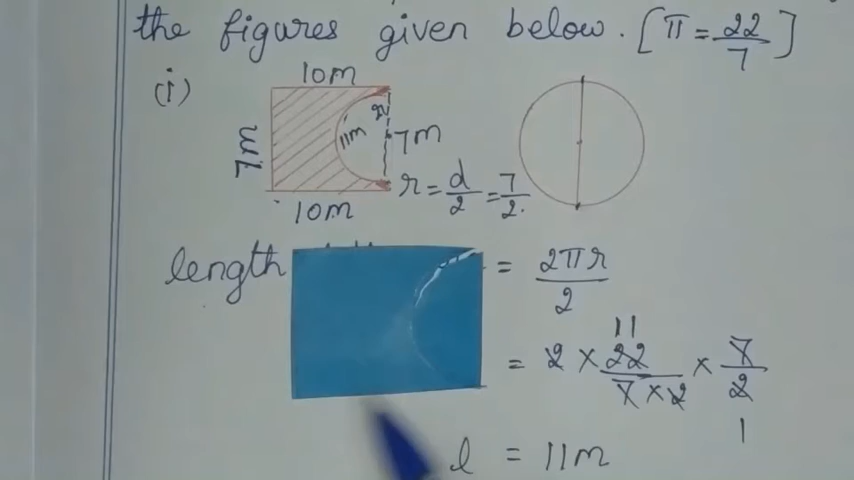 the figures given below. [π = 22/7]
(i)
10m
7m
11m
r
7m
10m
r = d/2 = 7/2
length = 2πr/2
= 2 × 22/7×2 × 7/2
11
1
l = 11m